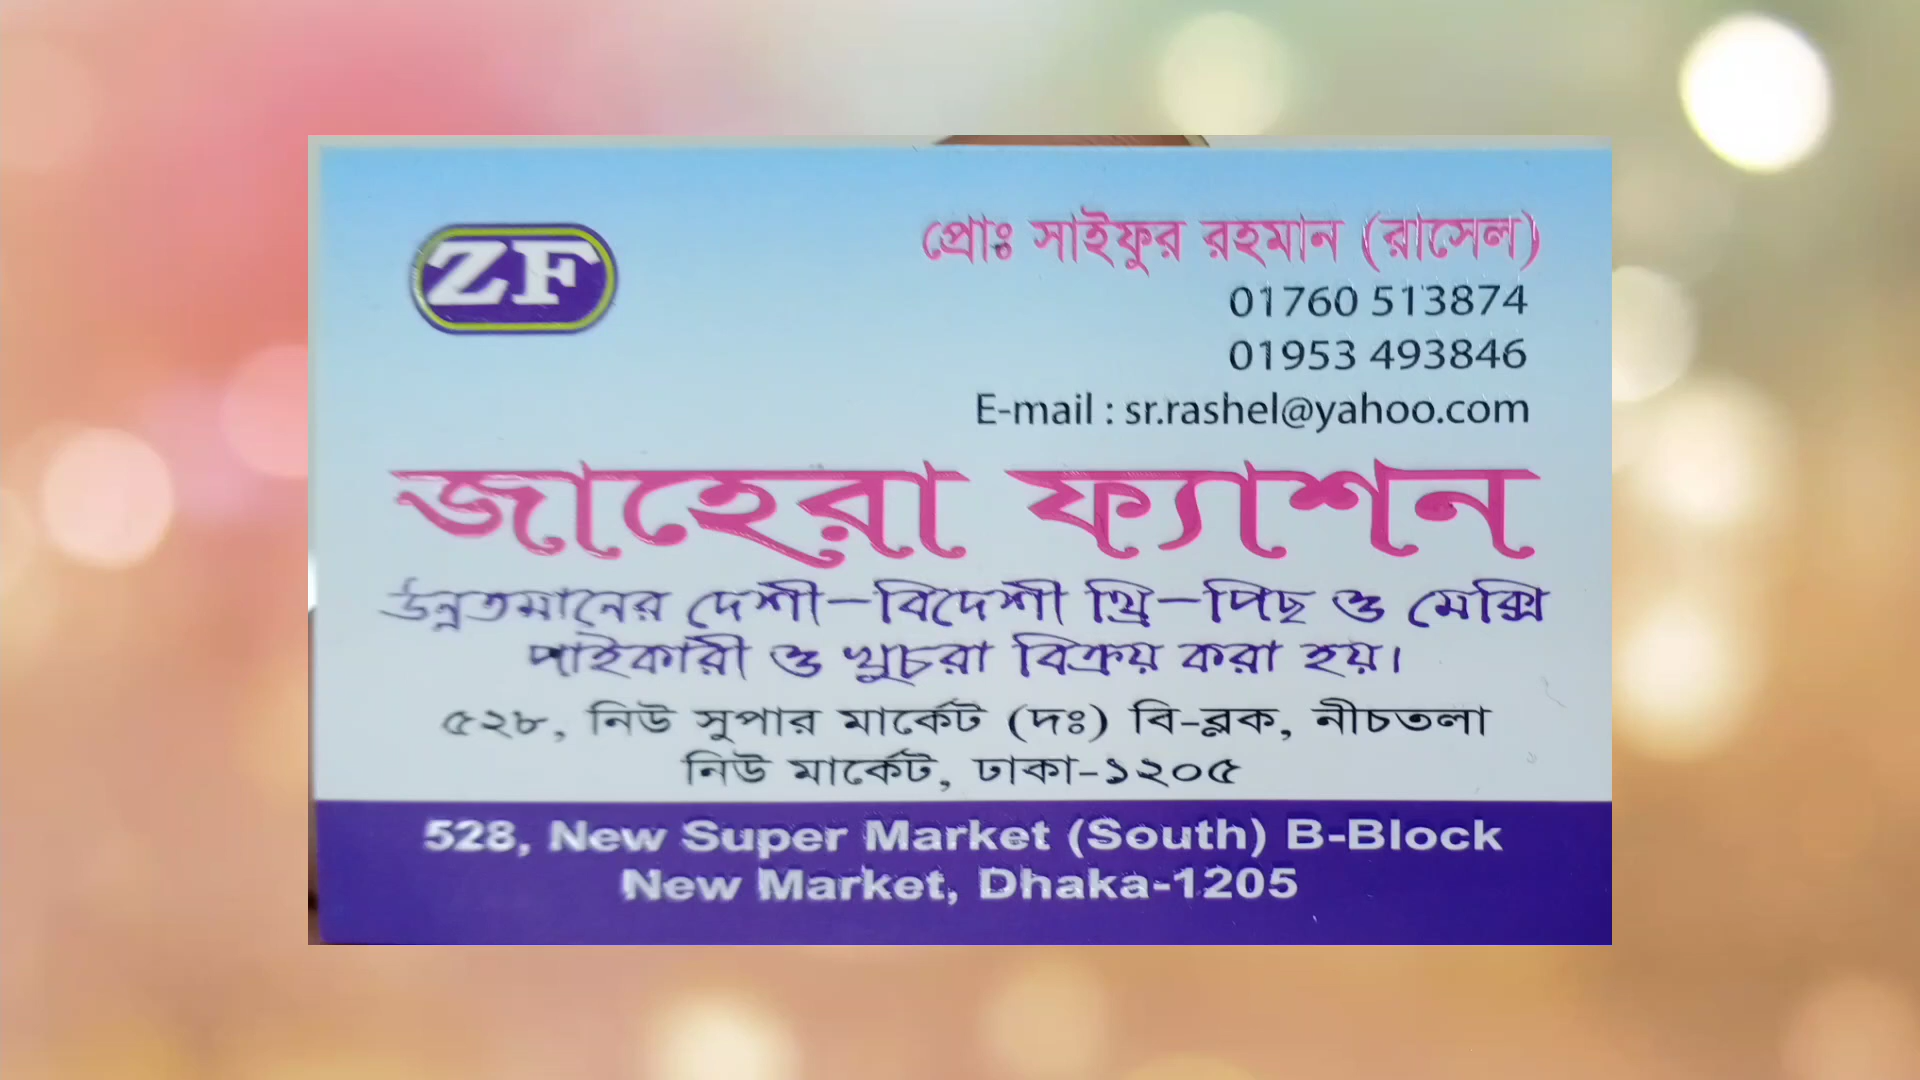 ZF
প্রোঃ সাইফুর রহমান (রাসেল)
01760 513874
01953 493846
E-mail : sr.rashel@yahoo.com
জাহেরা ফ্যাশন
উন্নতমানের দেশী-বিদেশী থ্রি-পিছ ও মেক্সি
পাইকারী ও খুচরা বিক্রয় করা হয়।
৫২৮, নিউ সুপার মার্কেট (দঃ) বি-ব্লক, নীচতলা
নিউ মার্কেট, ঢাকা-১২০৫
528, New Super Market (South) B-Block
New Market, Dhaka-1205